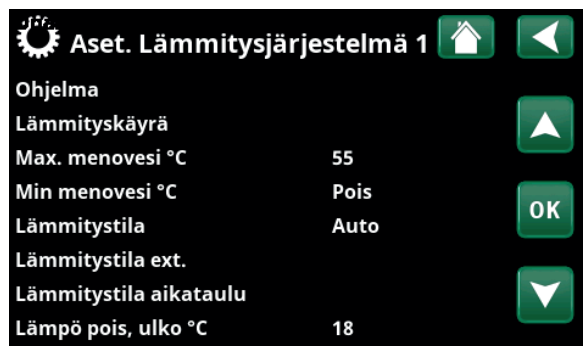 Aset. Lämmitysjärjestelmä 1
Ohjelma
Lämmityskäyrä
Max. menovesi °C 55
Min menovesi °C Pois
Lämmitystila Auto
Lämmitystila ext.
Lämmitystila aikataulu
Lämpö pois, ulko °C 18
OK